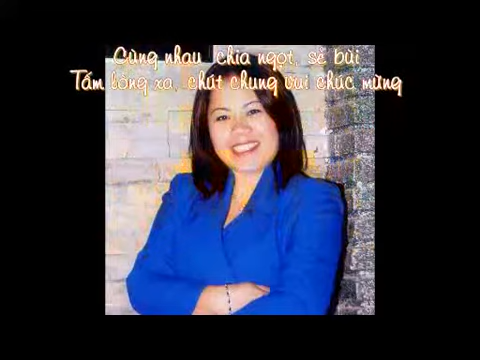 Cùng nhau chia ngọt, sẻ bùi
Tấm lòng xa, chút chung vui chúc mừng